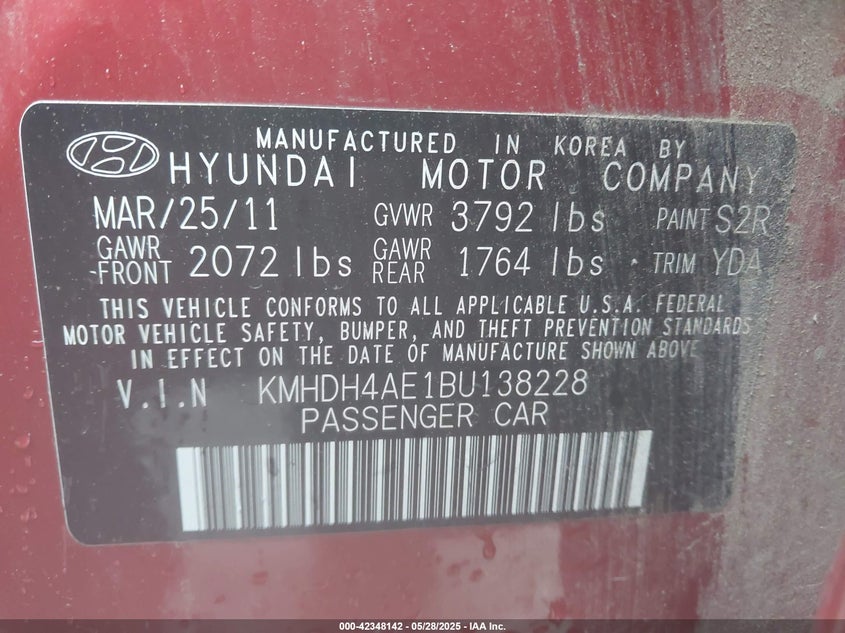 MANUFACTURED IN KOREA BY
HYUNDAI MOTOR COMPANY
MAR/25/11 GVWR 3792 lbs PAINT S2R
GAWR FRONT 2072 lbs GAWR REAR 1764 lbs · TRIM YDA
THIS VEHICLE CONFORMS TO ALL APPLICABLE U.S.A. FEDERAL
MOTOR VEHICLE SAFETY, BUMPER, AND THEFT PREVENTION STANDARDS
IN EFFECT ON THE DATE OF MANUFACTURE SHOWN ABOVE
V.I.N KMHDH4AE1BU138228
PASSENGER CAR
000-42348142 - 05/28/2025 - IAA Inc.